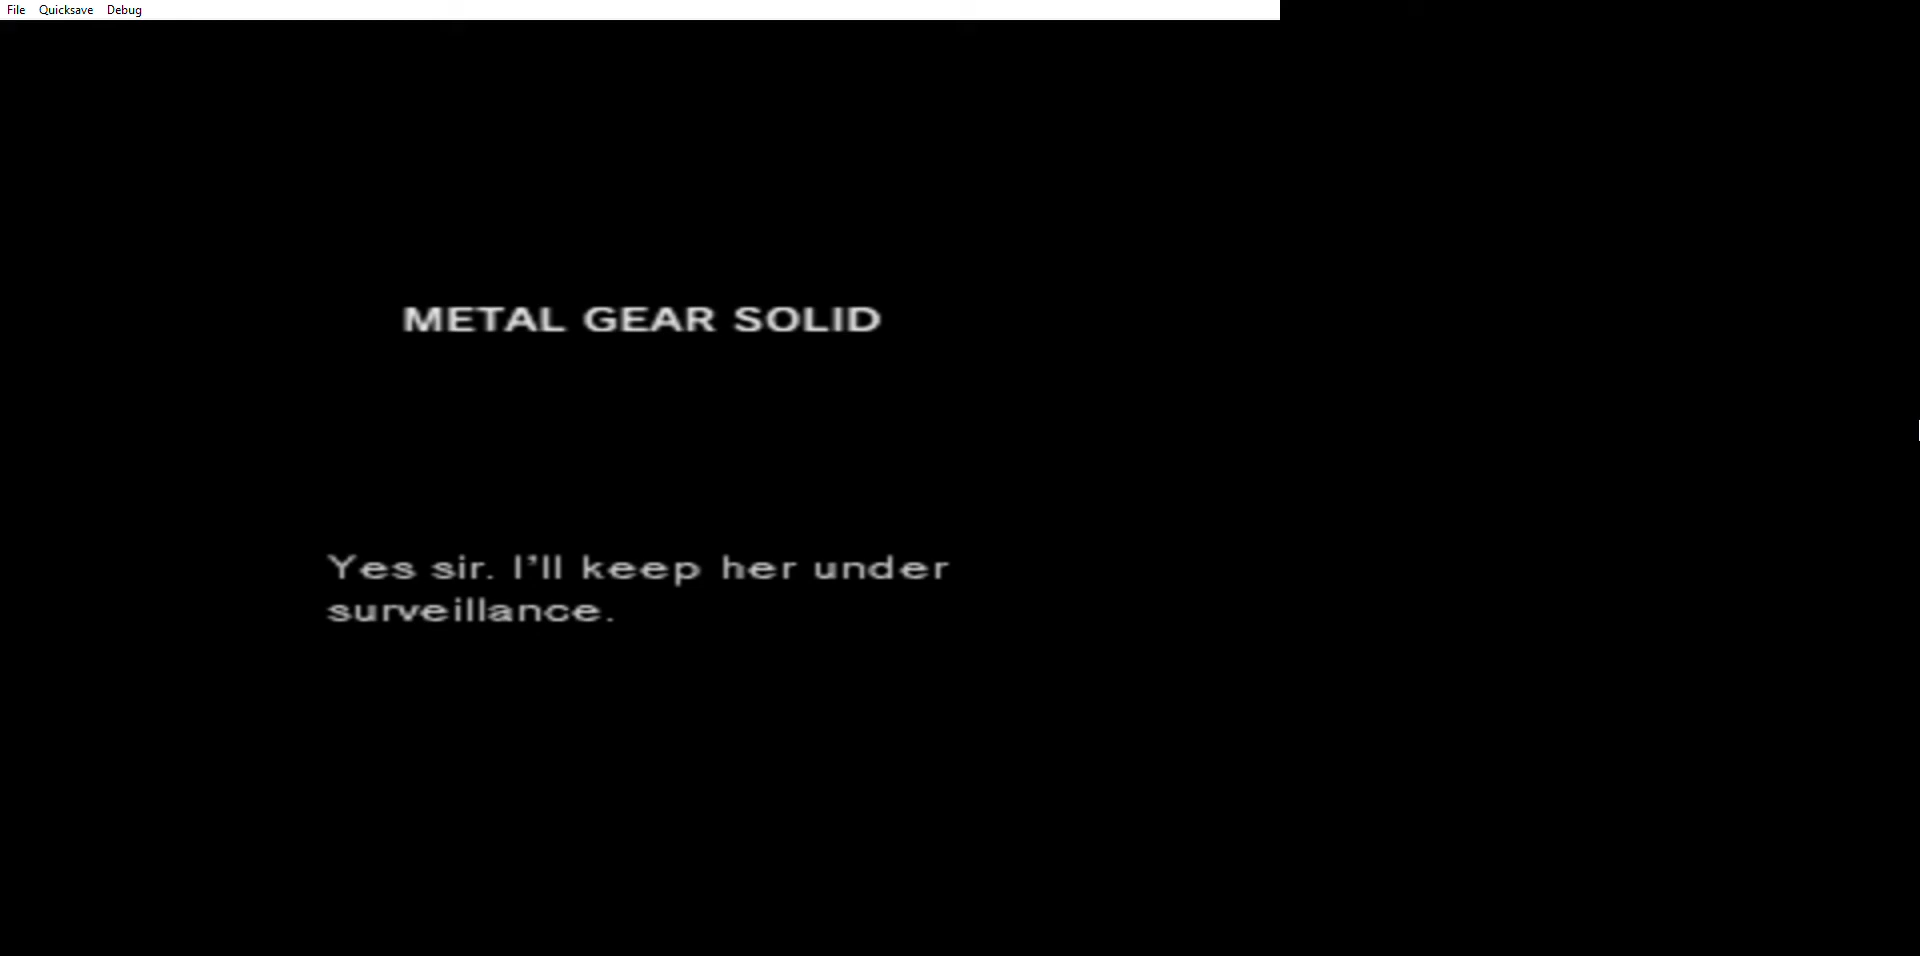 File Quicksave Debug
METAL GEAR SOLID
Yes sir. I'll keep her under
surveillance.